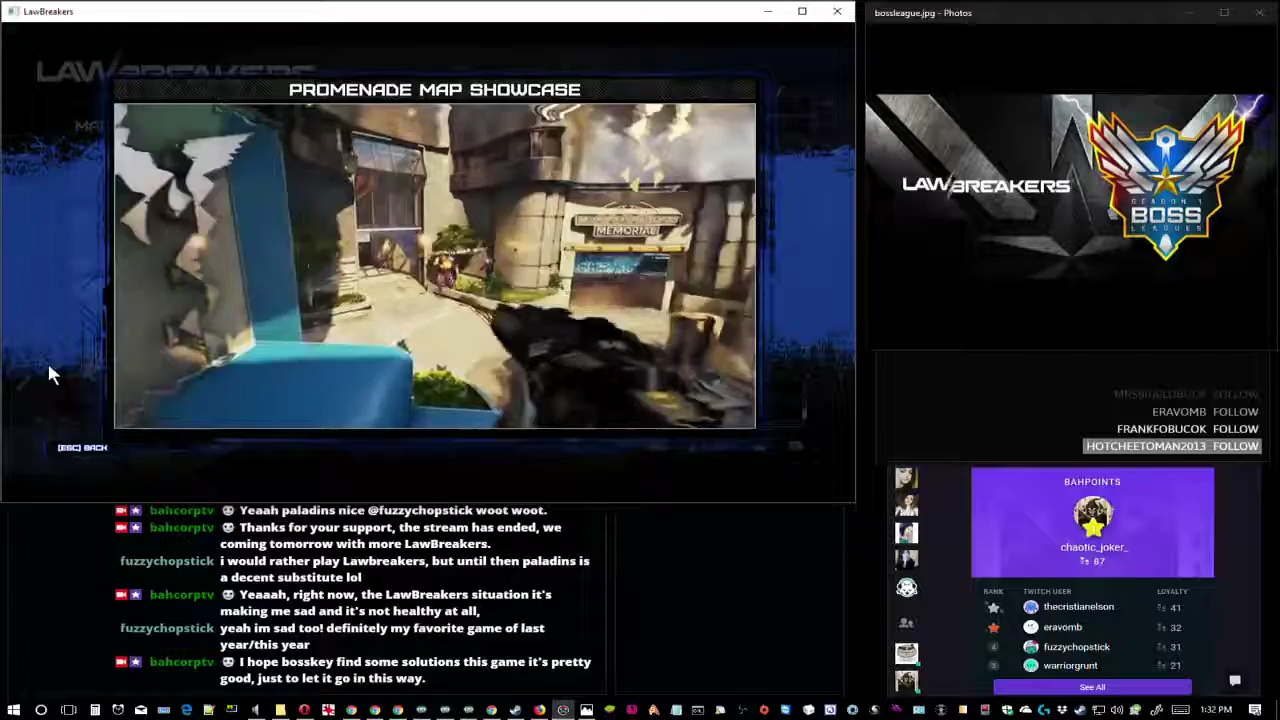 LawBreakers
bossleague.jpg - Photos
PROMENADE MAP SHOWCASE
MEMORIAL
[ESC] BACK
LAWBREAKERS
SEASON 1
BOSS
LEAGUES
ERAVOMB FOLLOW
FRANKFOBUCOK FOLLOW
HOTCHEETOMAN2013 FOLLOW
bahcorptv Yeaah paladins nice @fuzzychopstick woot woot.
bahcorptv Thanks for your support, the stream has ended, we
coming tomorrow with more LawBreakers.
fuzzychopstick i would rather play Lawbreakers, but until then paladins is
a decent substitute lol
bahcorptv Yeaaah, right now, the LawBreakers situation it's
making me sad and it's not healthy at all,
fuzzychopstick yeah im sad too! definitely my favorite game of last
year/this year
bahcorptv I hope bosskey find some solutions this game it's pretty
good, just to let it go in this way.
BAHPOINTS
chaotic_joker_
87
RANK TWITCH USER LOYALTY
thecristianelson 41
eravomb 32
fuzzychopstick 31
warriorgrunt 21
See All
1:32 PM